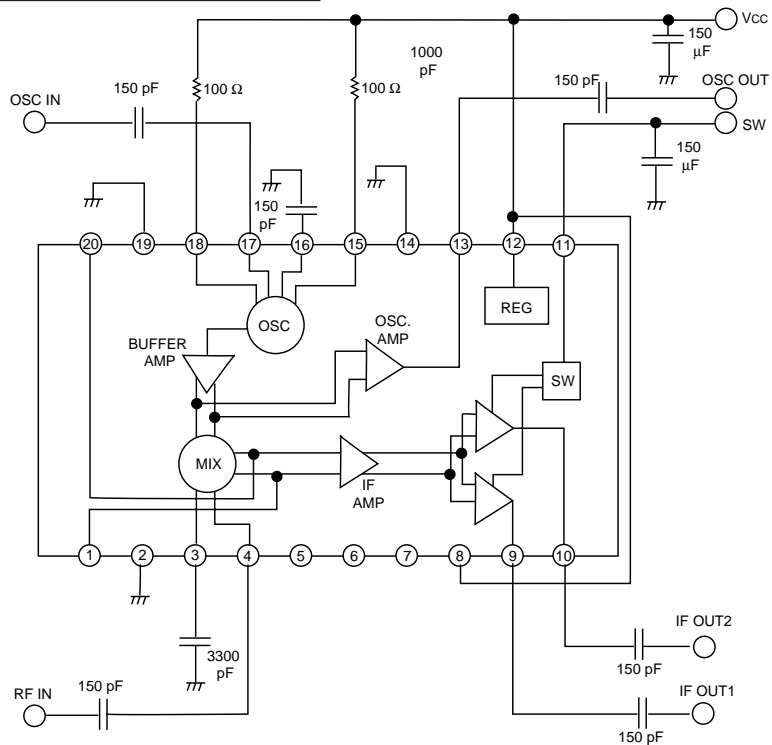 VCC
150
μF
1000
pF
100 Ω
100 Ω
150 pF
150 pF
OSC OUT
OSC IN
SW
150
μF
150
pF
20
19
18
17
16
15
14
13
12
11
REG
OSC
OSC.
AMP
BUFFER
AMP
SW
MIX
IF
AMP
1
2
3
4
5
6
7
8
9
10
IF OUT2
150 pF
3300
pF
RF IN
150 pF
IF OUT1
150 pF